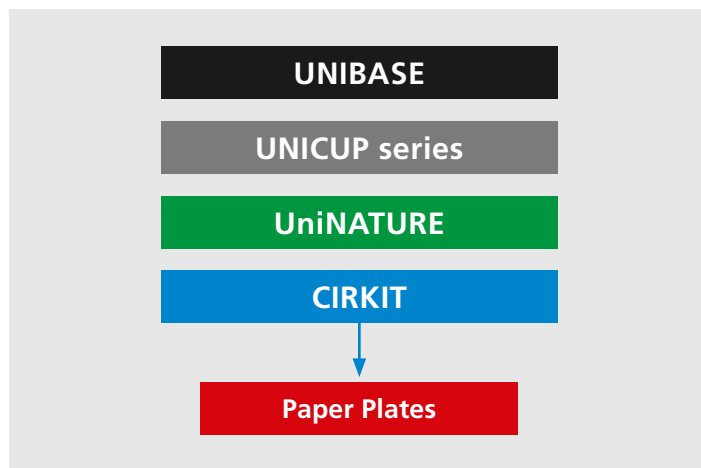 UNIBASE
UNICUP series
UniNATURE
CIRKIT
Paper Plates